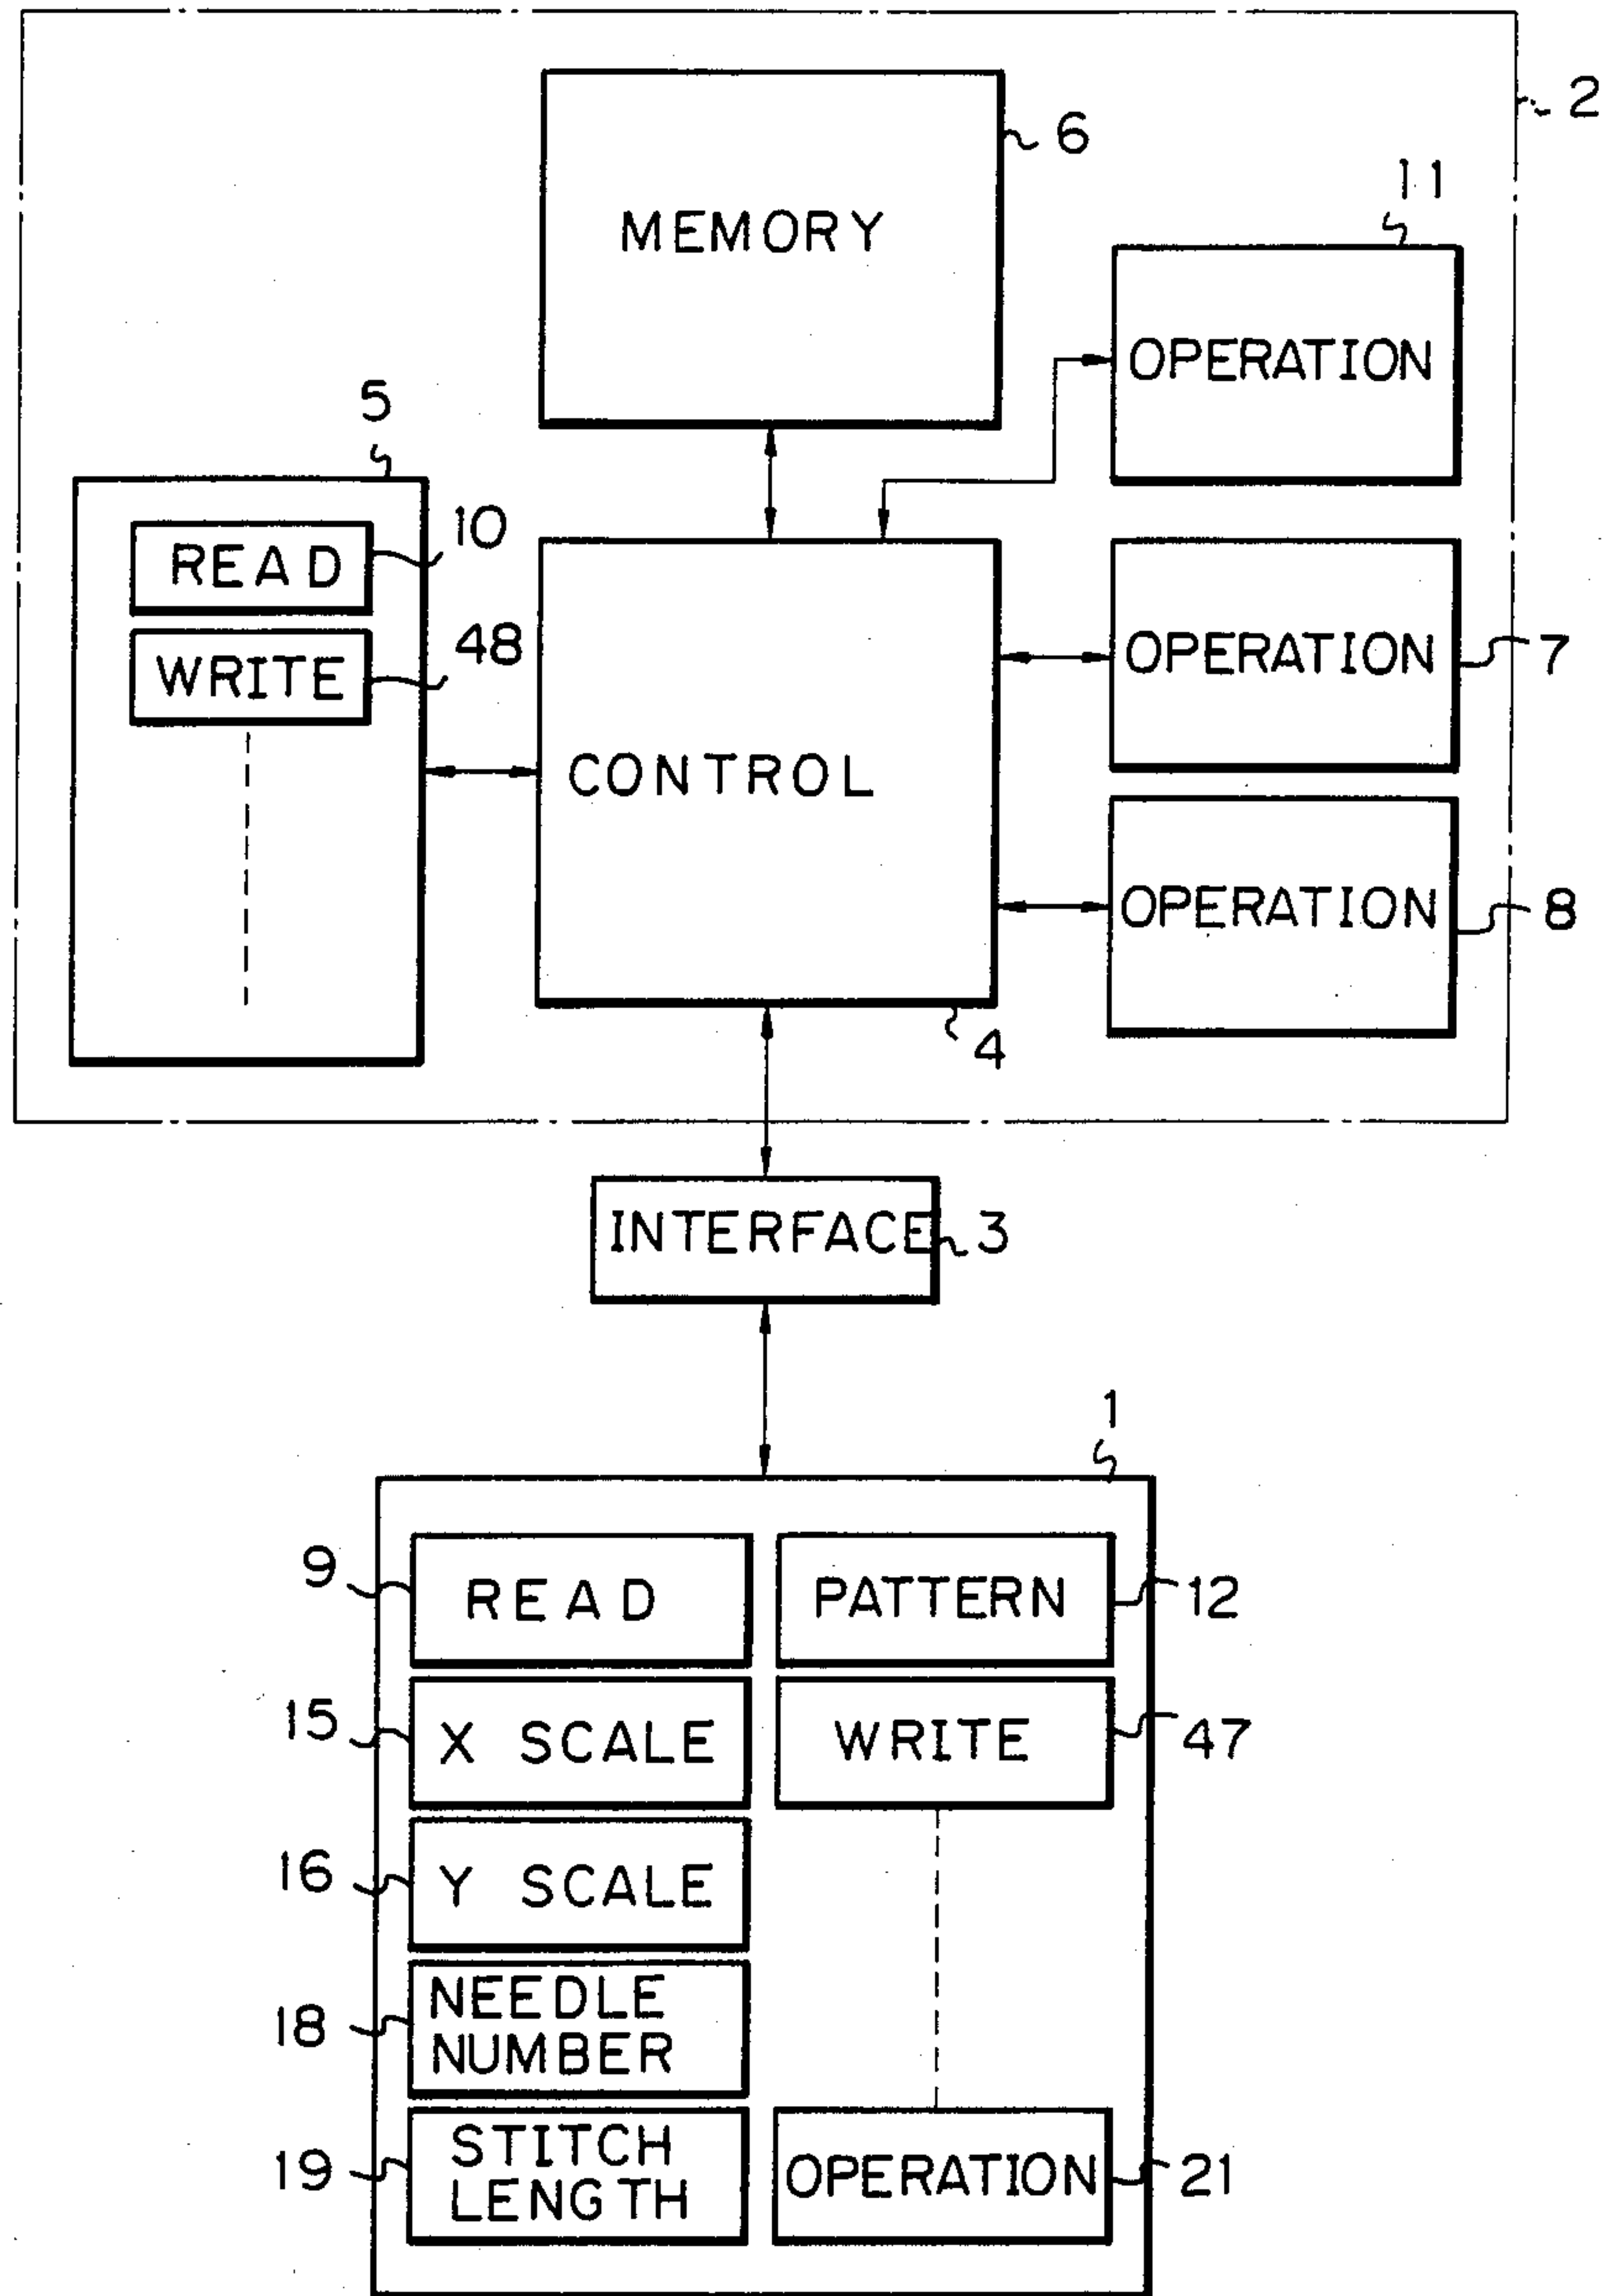 2
6
MEMORY
11
OPERATION
5
10
READ
48
WRITE
OPERATION
7
CONTROL
OPERATION
8
4
INTERFACE
3
1
9
READ
PATTERN
12
15
X SCALE
WRITE
47
16
Y SCALE
18
NEEDLE
NUMBER
19
STITCH
LENGTH
OPERATION
21